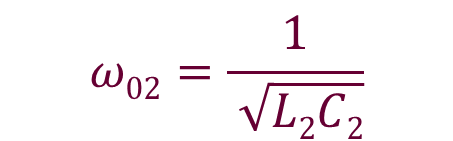 ω₀₂ = 1 / √(L₂C₂)